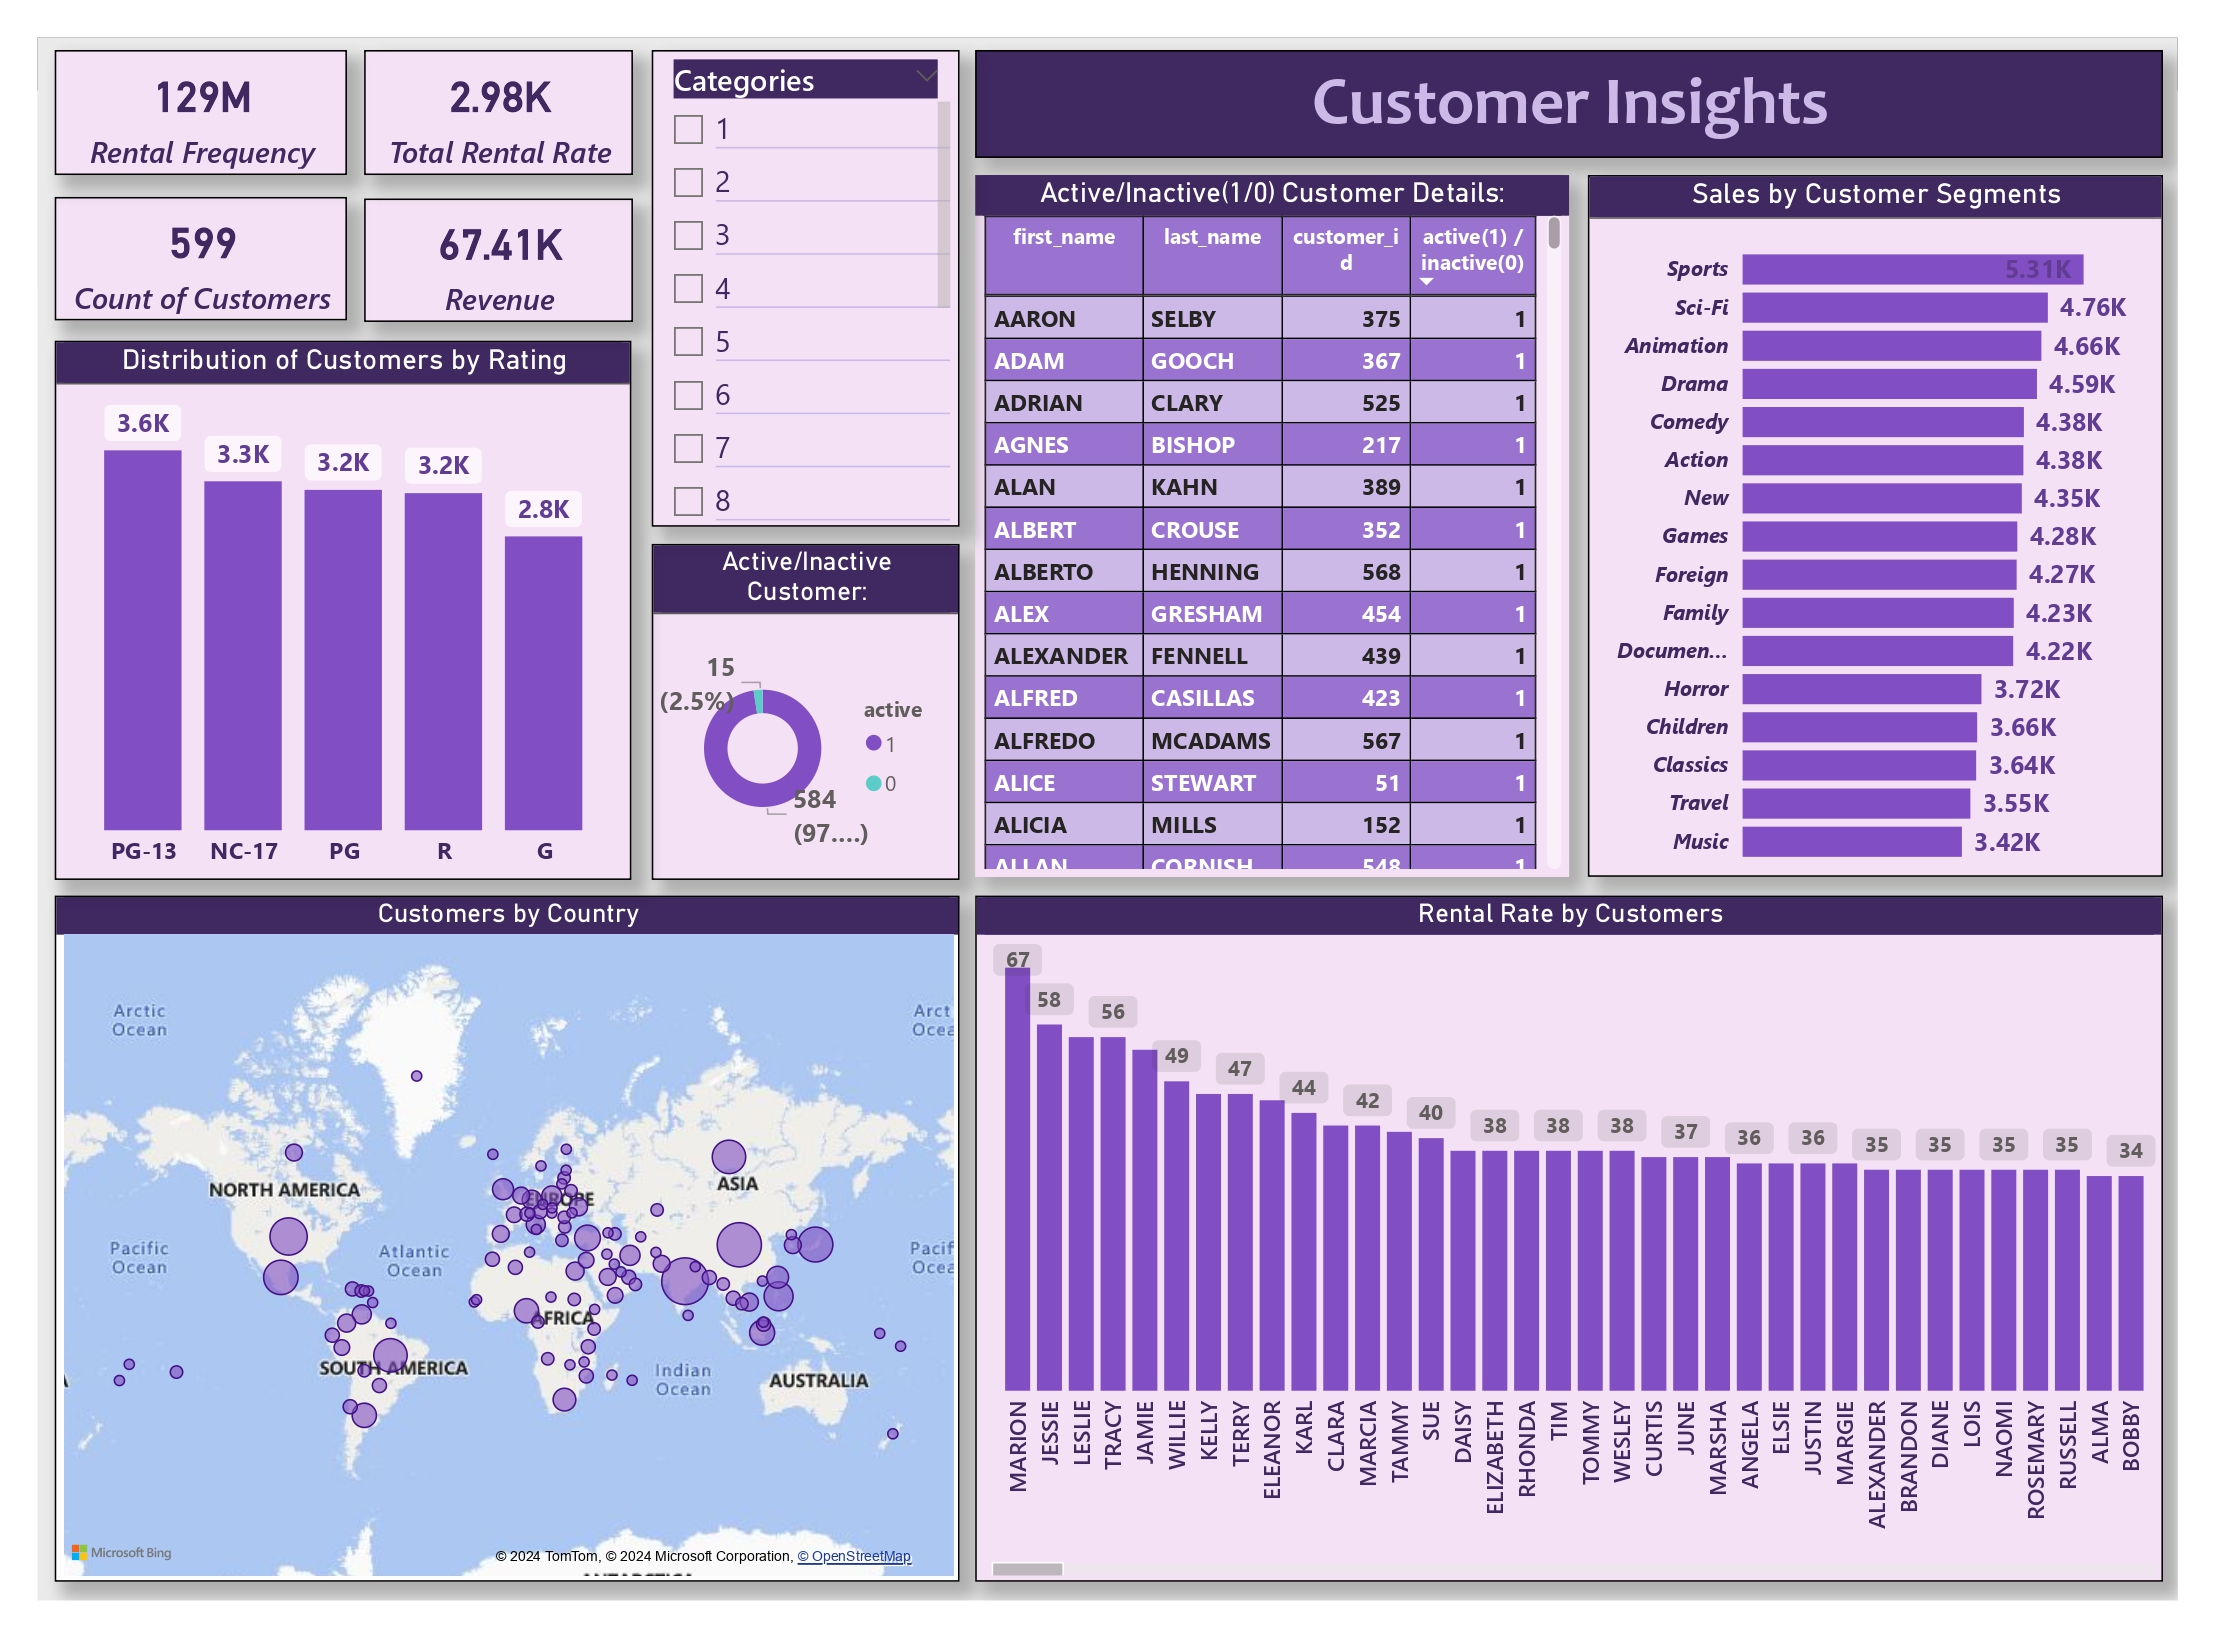 129M
Rental Frequency
2.98K
Total Rental Rate
599
Count of Customers
67.41K
Revenue
Categories
1
2
3
4
5
6
7
8
Customer Insights
Distribution of Customers by Rating
3.6K
3.3K
3.2K
3.2K
2.8K
PG-13
NC-17
PG
R
G
Active/Inactive
Customer:
15
(2.5%)
active
1
0
584
(97....)
Active/Inactive(1/0) Customer Details:
first_name last_name customer_i active(1) /
d inactive(0)
AARON SELBY 375 1
ADAM GOOCH 367 1
ADRIAN CLARY 525 1
AGNES BISHOP 217 1
ALAN KAHN 389 1
ALBERT CROUSE 352 1
ALBERTO HENNING 568 1
ALEX GRESHAM 454 1
ALEXANDER FENNELL 439 1
ALFRED CASILLAS 423 1
ALFREDO MCADAMS 567 1
ALICE STEWART 51 1
ALICIA MILLS 152 1
ALLAN CORNISH 548 1
Sales by Customer Segments
Sports 5.31K
Sci-Fi 4.76K
Animation 4.66K
Drama 4.59K
Comedy 4.38K
Action 4.38K
New 4.35K
Games 4.28K
Foreign 4.27K
Family 4.23K
Documen... 4.22K
Horror 3.72K
Children 3.66K
Classics 3.64K
Travel 3.55K
Music 3.42K
Customers by Country
Arctic
Ocean
Arct
Ocea
NORTH AMERICA
EUROPE
ASIA
Pacific
Ocean
Atlantic
Ocean
Pacif
Ocea
AFRICA
SOUTH AMERICA
Indian
Ocean
AUSTRALIA
Microsoft Bing
© 2024 TomTom, © 2024 Microsoft Corporation, © OpenStreetMap
ANTARCTICA
Rental Rate by Customers
67
58
56
49
47
44
42
40
38
38
38
37
36
36
35
35
35
35
34
MARION
JESSIE
LESLIE
TRACY
JAMIE
WILLIE
KELLY
TERRY
ELEANOR
KARL
CLARA
MARCIA
TAMMY
SUE
DAISY
ELIZABETH
RHONDA
TIM
TOMMY
WESLEY
CURTIS
JUNE
MARSHA
ANGELA
ELSIE
JUSTIN
MARGIE
ALEXANDER
BRANDON
DIANE
LOIS
NAOMI
ROSEMARY
RUSSELL
ALMA
BOBBY